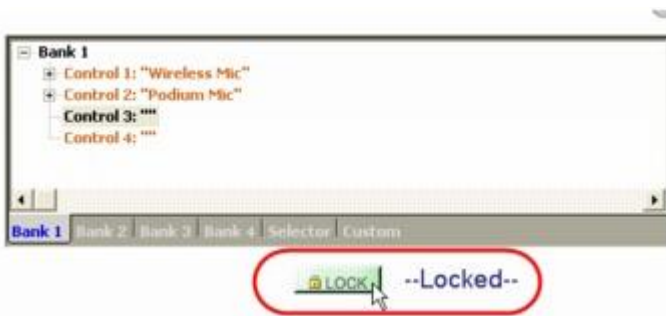 Bank 1
Control 1: "Wireless Mic"
Control 2: "Podium Mic"
Control 3: ""
Control 4: ""
Bank 1 Bank 2 Bank 3 Bank 4 Selector Custom
LOCK --Locked--